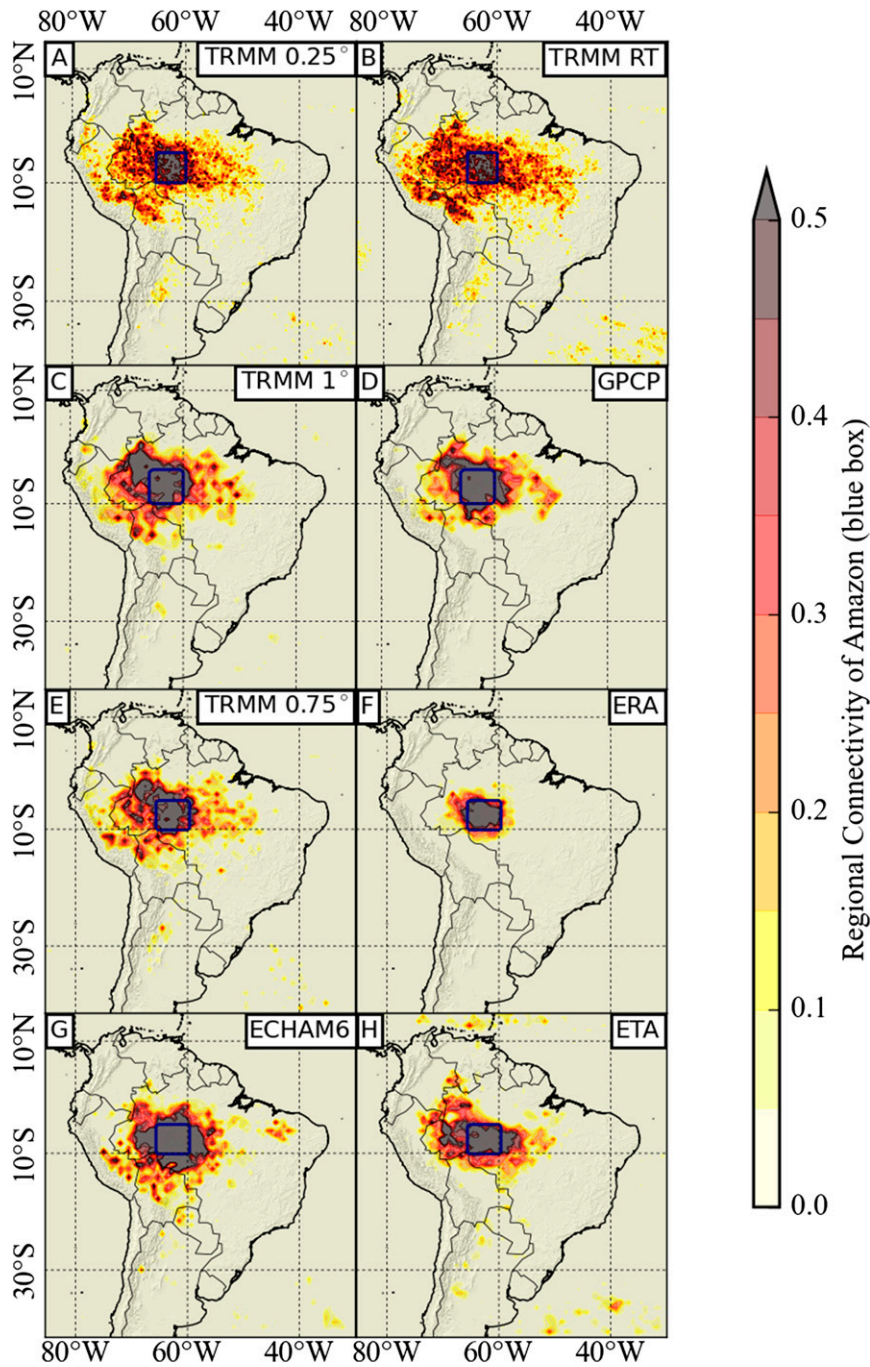 80°W 60°W 40°W 80°W 60°W 40°W
10°N
10°S
30°S
A TRMM 0.25°
B TRMM RT
10°N
10°S
30°S
C TRMM 1°
D GPCP
10°N
10°S
30°S
E TRMM 0.75°
F ERA
10°N
10°S
30°S
G ECHAM6
H ETA
80°W 60°W 40°W 80°W 60°W 40°W
0.5
0.4
0.3
0.2
0.1
0.0
Regional Connectivity of Amazon (blue box)